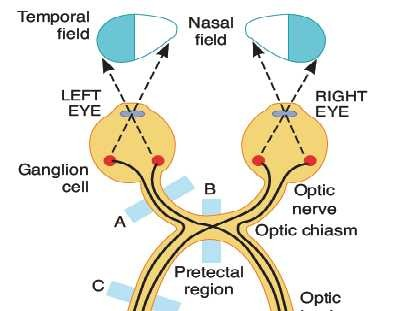 Temporal
field
Nasal
field
LEFT
EYE
RIGHT
EYE
Ganglion
cell
A
B
Optic
nerve
Optic chiasm
C
Pretectal
region
Optic